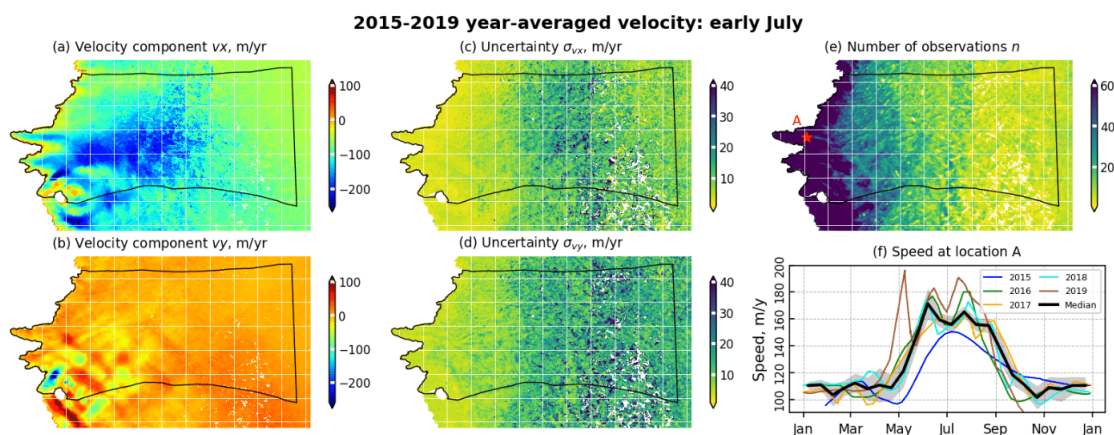 2015-2019 year-averaged velocity: early July
(a) Velocity component vx, m/yr
100
0
−100
−200
(c) Uncertainty σvx, m/yr
40
30
20
10
(e) Number of observations n
A
60
40
20
(b) Velocity component vy, m/yr
100
0
−100
−200
(d) Uncertainty σvy, m/yr
40
30
20
10
(f) Speed at location A
Speed, m/y
200
180
160
140
120
100
2015
2016
2017
2018
2019
Median
Jan Mar May Jul Sep Nov Jan